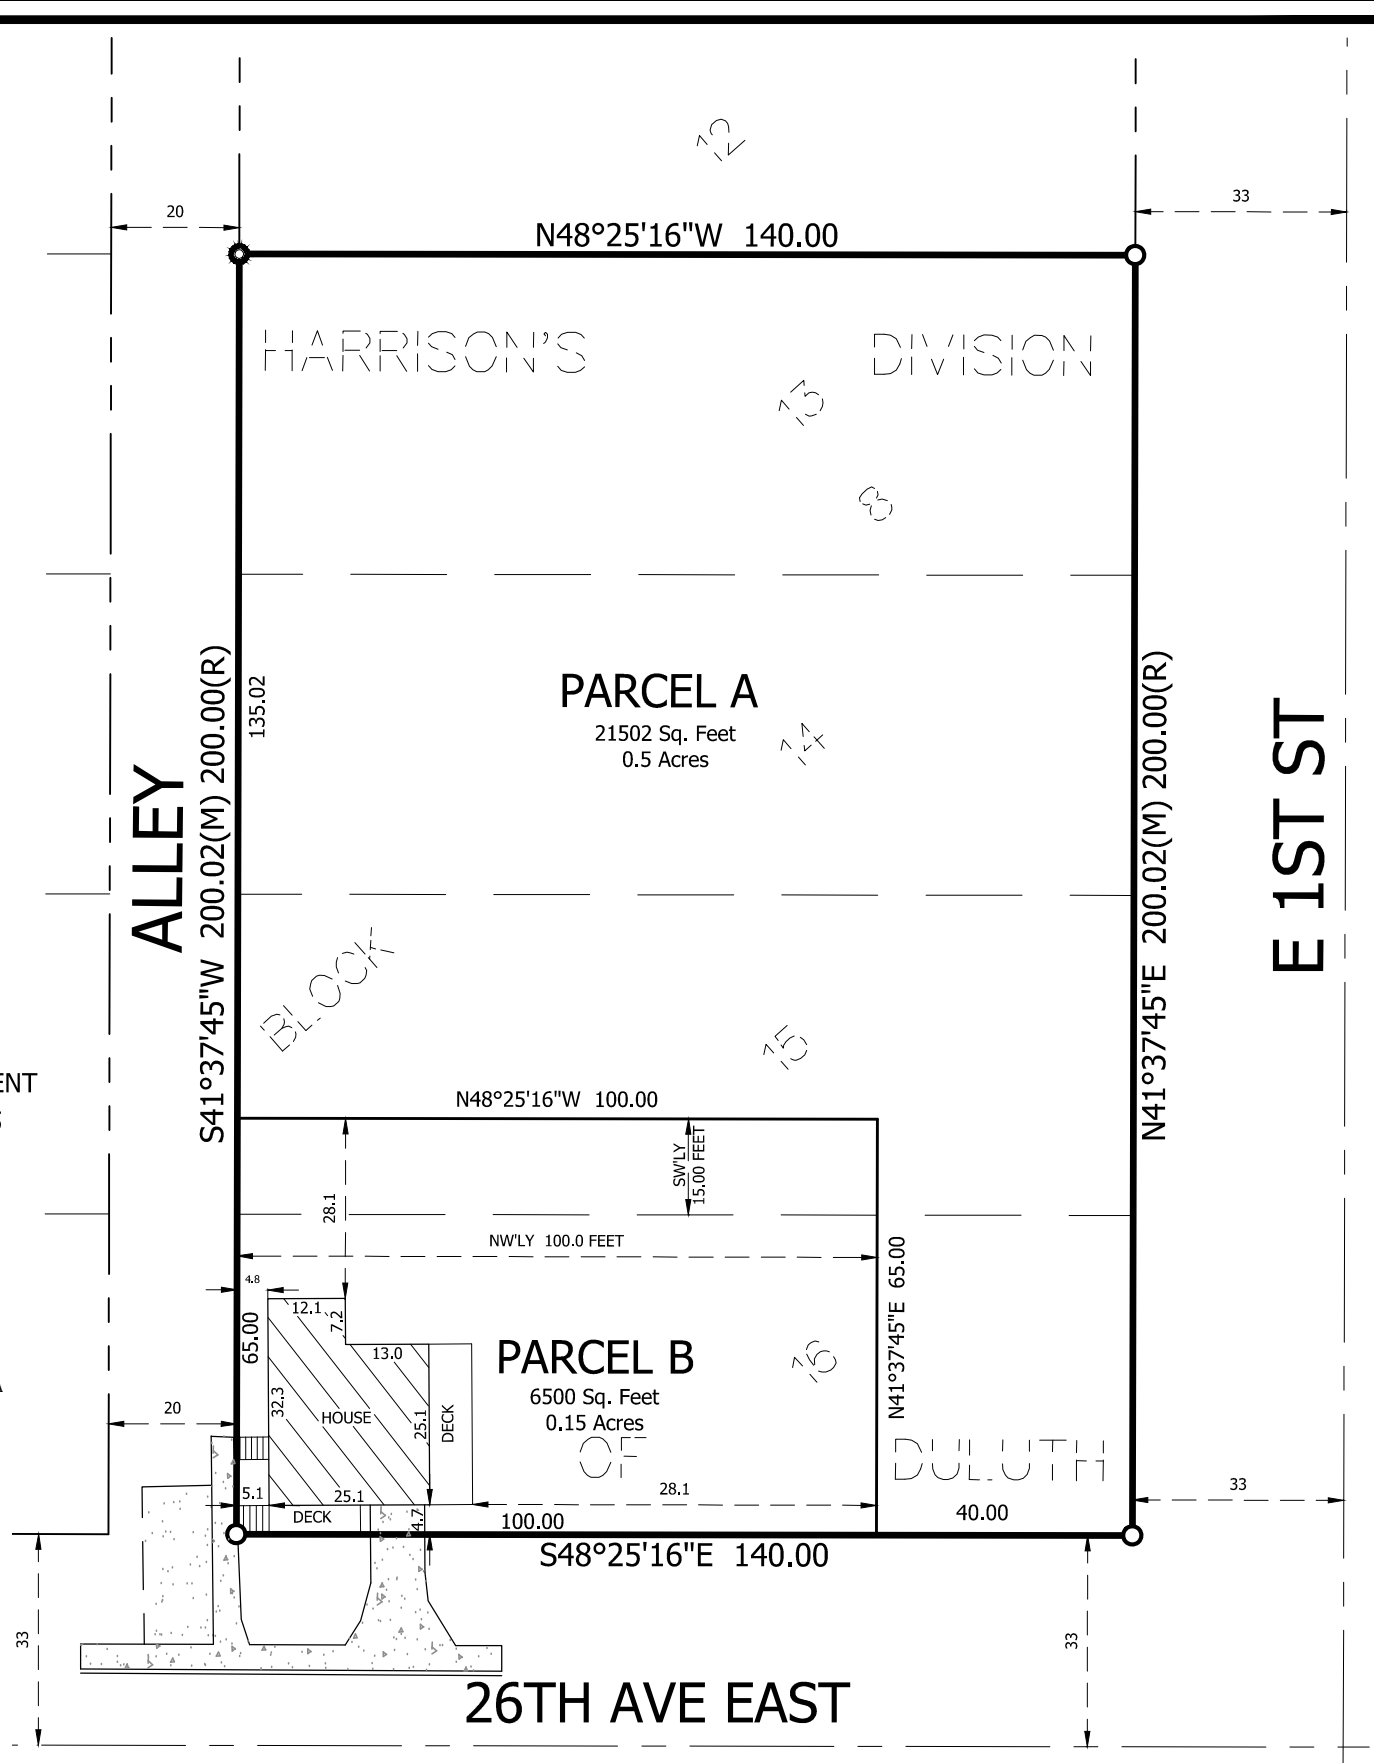 12
20
33
N48°25'16"W 140.00
HARRISON'S DIVISION
13
8
S41°37'45"W 200.02(M) 200.00(R)
135.02
PARCEL A
21502 Sq. Feet
0.5 Acres
14
N41°37'45"E 200.02(M) 200.00(R)
ALLEY
E 1ST ST
BLOCK
15
ENT
N48°25'16"W 100.00
SW'LY
15.00 FEET
28.1
NW'LY 100.0 FEET
4.8
65.00
12.1
7.2
13.0
PARCEL B
6500 Sq. Feet
0.15 Acres
16
N41°37'45"E 65.00
32.3
HOUSE
25.1
DECK
20
OF DULUTH
5.1
25.1
28.1
33
DECK
4.7
100.00
40.00
S48°25'16"E 140.00
33
33
26TH AVE EAST